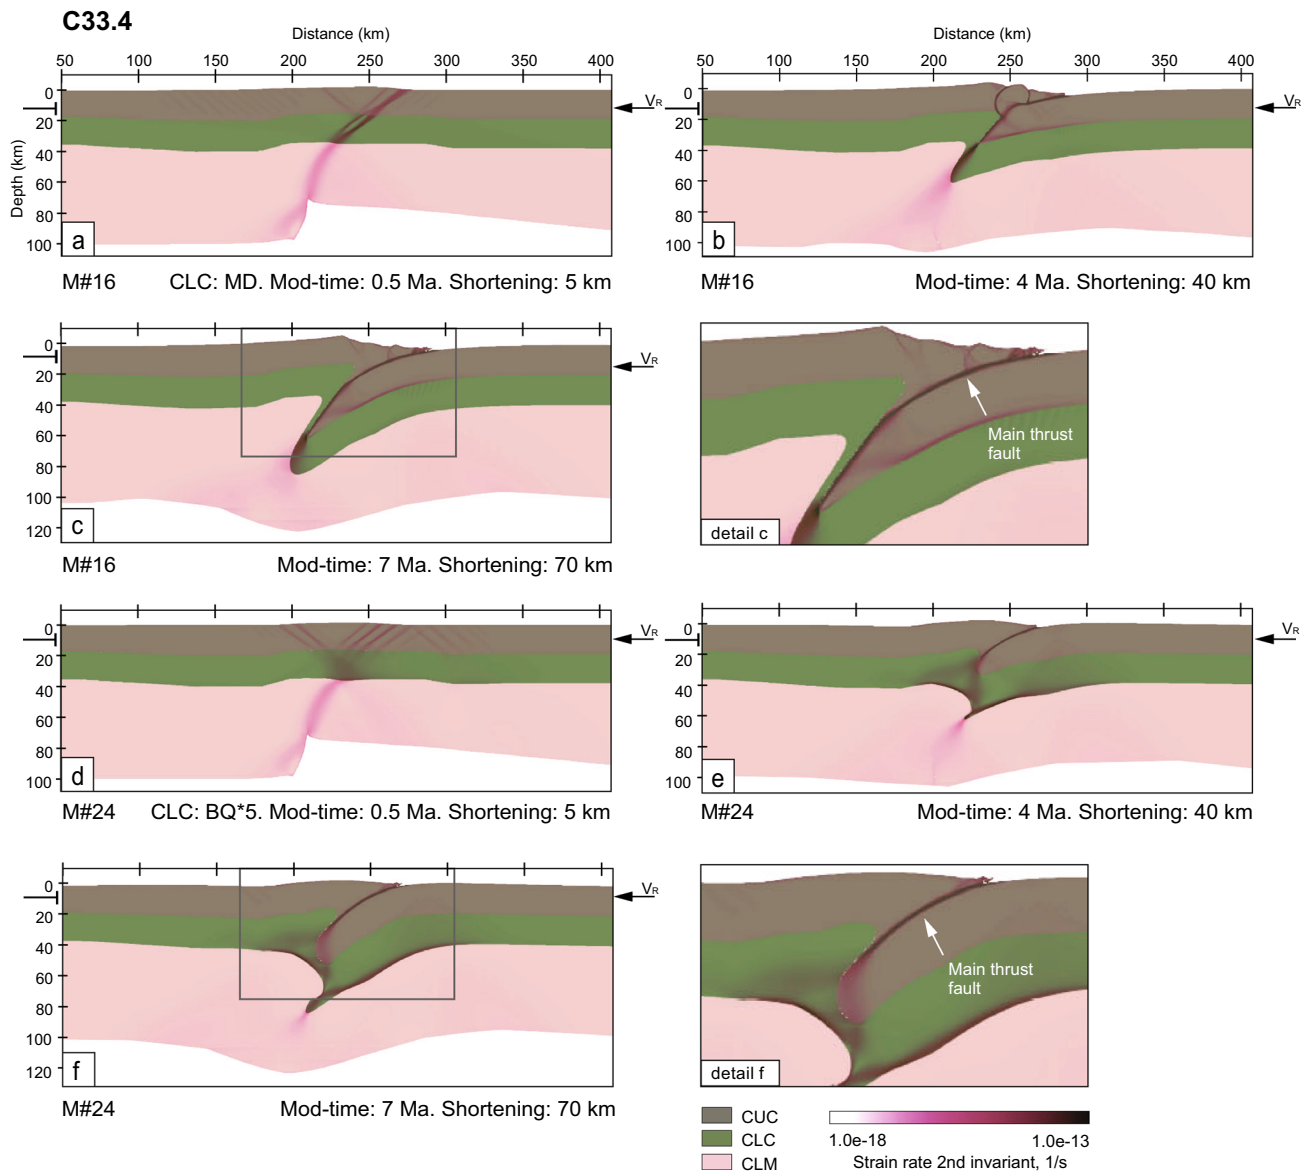 C33.4
Distance (km)
Distance (km)
50 100 150 200 250 300 350 400
50 100 150 200 250 300 350 400
Depth (km)
0
20
40
60
80
100
a
VR
0
20
40
60
80
100
b
VR
M#16 CLC: MD. Mod-time: 0.5 Ma. Shortening: 5 km
M#16 Mod-time: 4 Ma. Shortening: 40 km
0
20
40
60
80
100
120
c
VR
Main thrust
fault
detail c
M#16 Mod-time: 7 Ma. Shortening: 70 km
0
20
40
60
80
100
d
VR
0
20
40
60
80
100
e
VR
M#24 CLC: BQ*5. Mod-time: 0.5 Ma. Shortening: 5 km
M#24 Mod-time: 4 Ma. Shortening: 40 km
0
20
40
60
80
100
120
f
VR
Main thrust
fault
detail f
M#24 Mod-time: 7 Ma. Shortening: 70 km
CUC
CLC
CLM
1.0e-18 1.0e-13
Strain rate 2nd invariant, 1/s